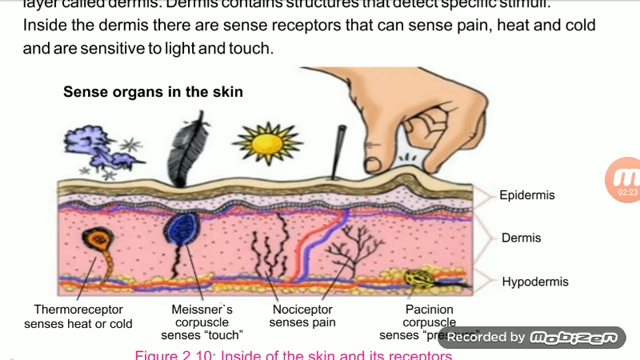 layer called dermis. Dermis contains structures that detect specific stimuli.
Inside the dermis there are sense receptors that can sense pain, heat and cold
and are sensitive to light and touch.
Sense organs in the skin
Epidermis
Dermis
Hypodermis
Thermoreceptor
senses heat or cold
Meissner`s
corpuscle
senses "touch"
Nociceptor
senses pain
Pacinion
corpuscle
senses "pressure"
Figure 2.10: Inside of the skin and its receptors
02:23
Recorded by mobizen